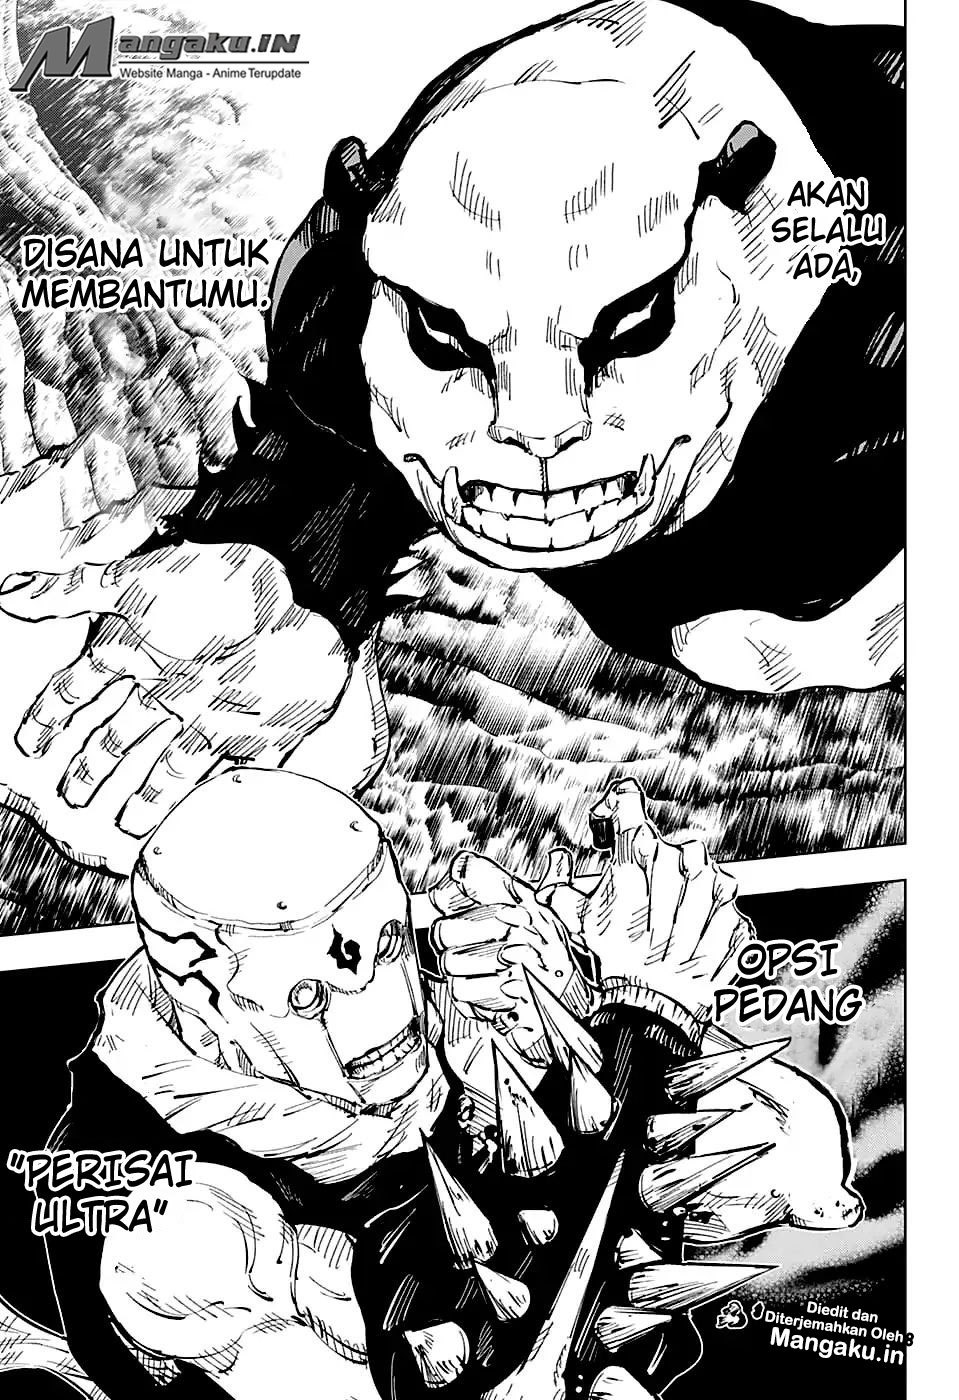 Mangaku.IN
Website Manga - Anime Terupdate
AKAN
SELALU
ADA,
DISANA UNTUK
MEMBANTUMU.
OPSI
PEDANG
"PERISAI
ULTRA"
Diedit dan
Diterjemahkan Oleh
Mangaku.in
3